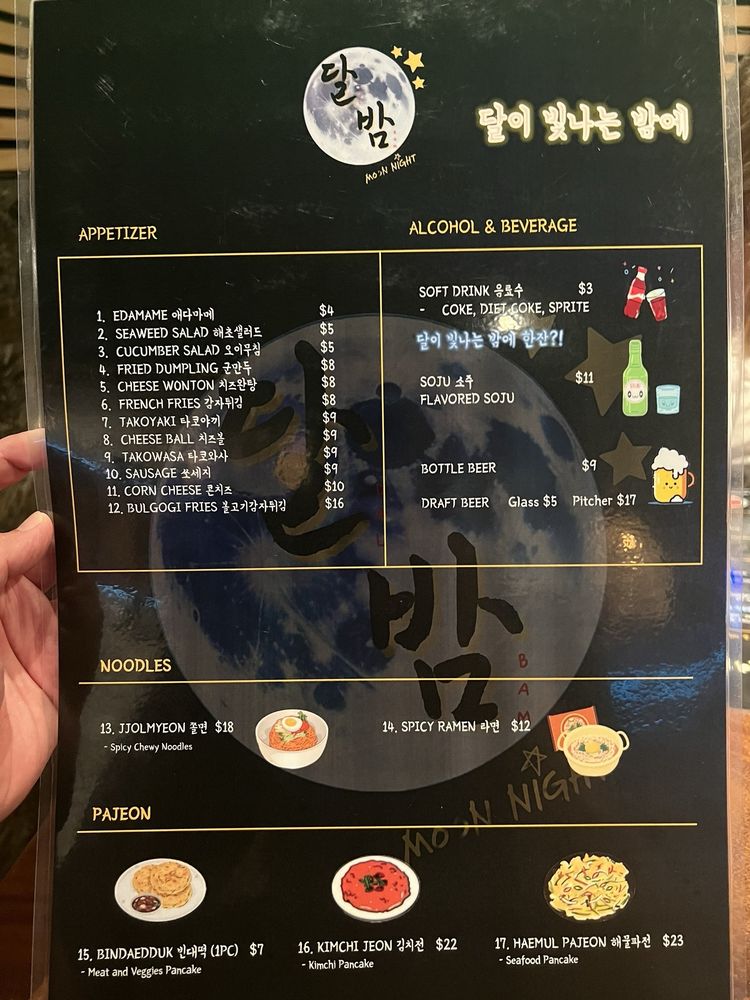 달밤
MOON NIGHT
달이 빛나는 밤에
APPETIZER
1. EDAMAME 애다마메 $4
2. SEAWEED SALAD 해초샐러드 $5
3. CUCUMBER SALAD 오이무침 $5
4. FRIED DUMPLING 군만두 $8
5. CHEESE WONTON 치즈완탕 $8
6. FRENCH FRIES 감자튀김 $8
7. TAKOYAKI 타코야끼 $9
8. CHEESE BALL 치즈볼 $9
9. TAKOWASA 타코와사 $9
10. SAUSAGE 쏘세지 $9
11. CORN CHEESE 콘치즈 $10
12. BULGOGI FRIES 불고기감자튀김 $16
ALCOHOL & BEVERAGE
SOFT DRINK 음료수 $3
- COKE, DIET COKE, SPRITE
달이 빛나는 밤에 한잔?!
SOJU 소주 $11
FLAVORED SOJU
BOTTLE BEER $9
DRAFT BEER Glass $5 Pitcher $17
달밤
BAM
MOON NIGHT
NOODLES
13. JJOLMYEON 쫄면 $18
- Spicy Chewy Noodles
14. SPICY RAMEN 라면 $12
PAJEON
15. BINDAEDDUK 빈대떡 (1PC) $7
- Meat and Veggies Pancake
16. KIMCHI JEON 김치전 $22
- Kimchi Pancake
17. HAEMUL PAJEON 해물파전 $23
- Seafood Pancake